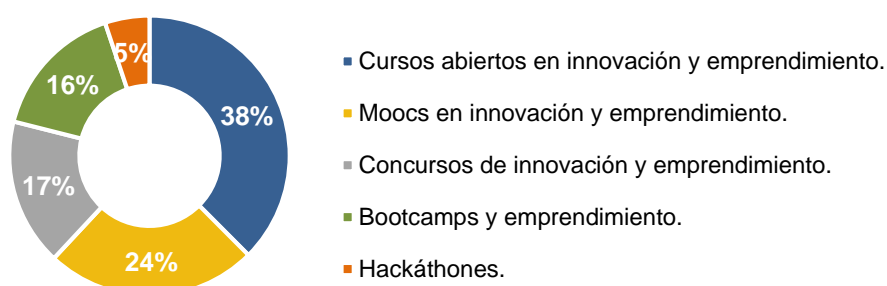 5%
16%
38%
17%
24%
Cursos abiertos en innovación y emprendimiento.
Moocs en innovación y emprendimiento.
Concursos de innovación y emprendimiento.
Bootcamps y emprendimiento.
Hackáthones.